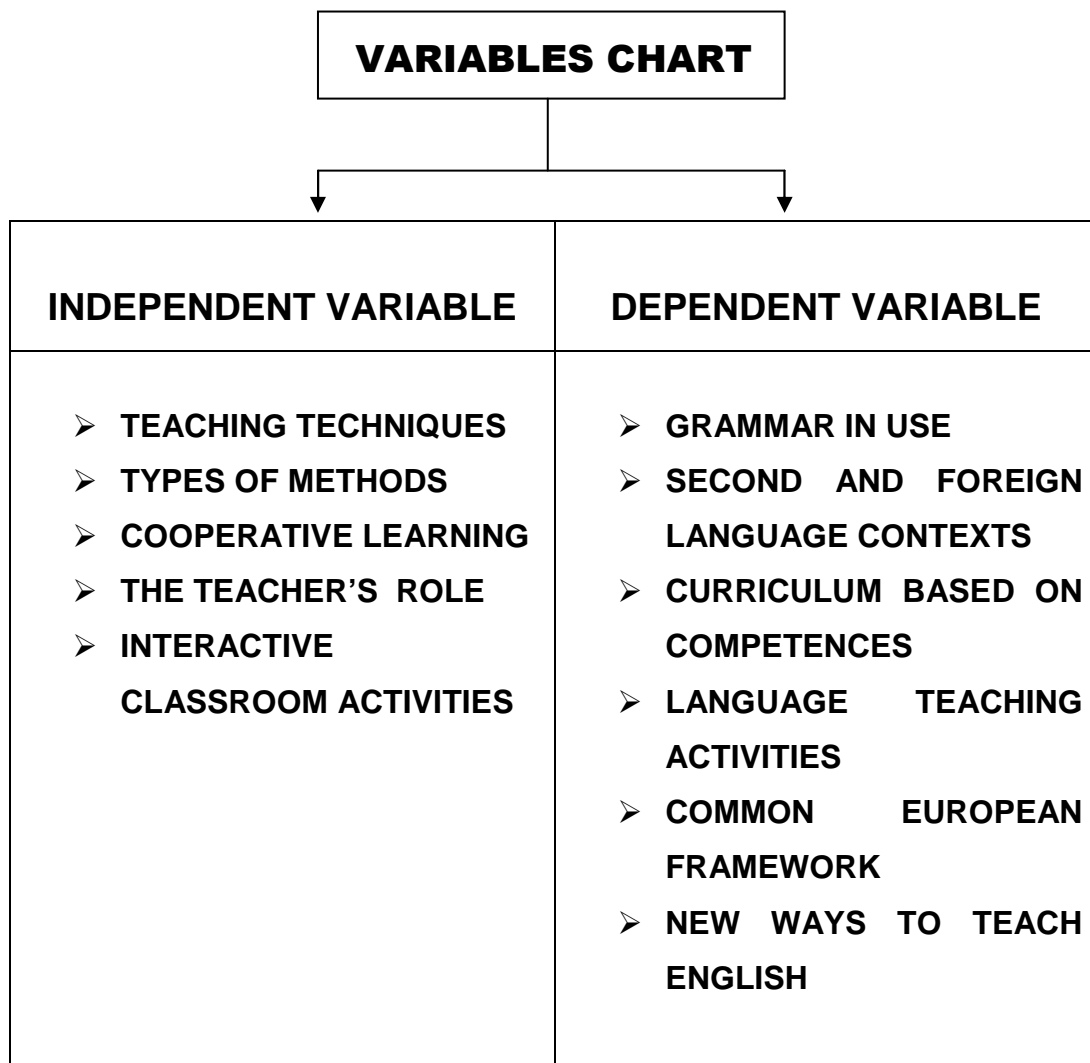 VARIABLES CHART
INDEPENDENT VARIABLE
➢ TEACHING TECHNIQUES
➢ TYPES OF METHODS
➢ COOPERATIVE LEARNING
➢ THE TEACHER’S ROLE
➢ INTERACTIVE
CLASSROOM ACTIVITIES
DEPENDENT VARIABLE
➢ GRAMMAR IN USE
➢ SECOND AND FOREIGN
LANGUAGE CONTEXTS
➢ CURRICULUM BASED ON
COMPETENCES
➢ LANGUAGE TEACHING
ACTIVITIES
➢ COMMON EUROPEAN
FRAMEWORK
➢ NEW WAYS TO TEACH
ENGLISH